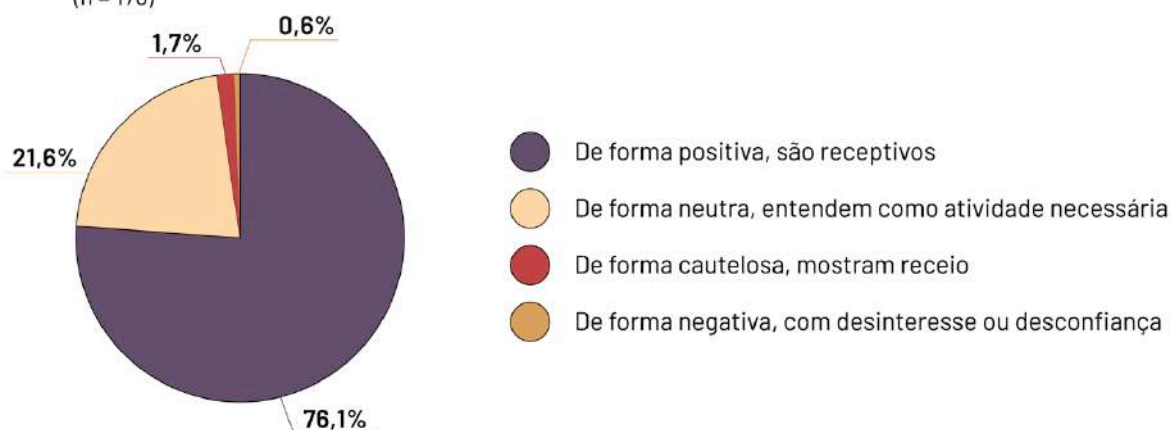 0,6%
1,7%
21,6%
76,1%
De forma positiva, são receptivos
De forma neutra, entendem como atividade necessária
De forma cautelosa, mostram receio
De forma negativa, com desinteresse ou desconfiança